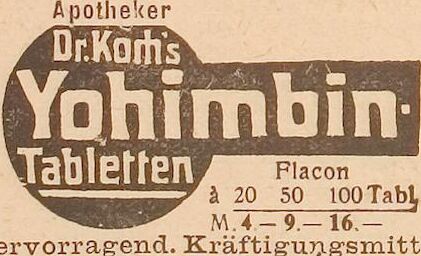 Apotheker
Dr. Koch's
Yohimbin-
Tabletten
Flacon
à 20 50 100 Tabl.
M. 4.– 9.– 16.–
ervorragend. Kräftigungsmitt